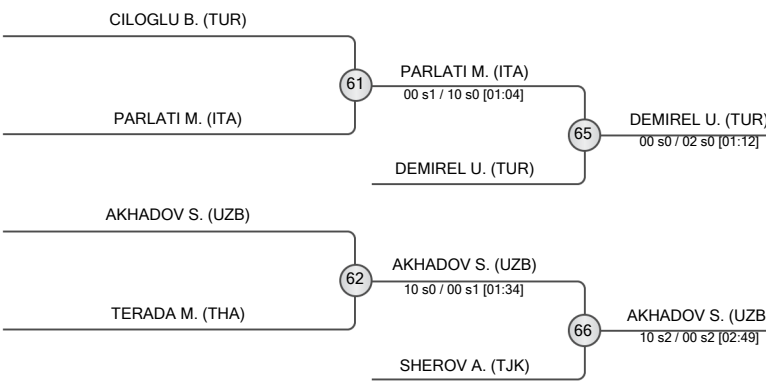 CILOGLU B. (TUR)
61
PARLATI M. (ITA)
00 s1 / 10 s0 [01:04]
PARLATI M. (ITA)
65
DEMIREL U. (TUR)
00 s0 / 02 s0 [01:12]
DEMIREL U. (TUR)
AKHADOV S. (UZB)
62
AKHADOV S. (UZB)
10 s0 / 00 s1 [01:34]
TERADA M. (THA)
66
AKHADOV S. (UZB
10 s2 / 00 s2 [02:49]
SHEROV A. (TJK)